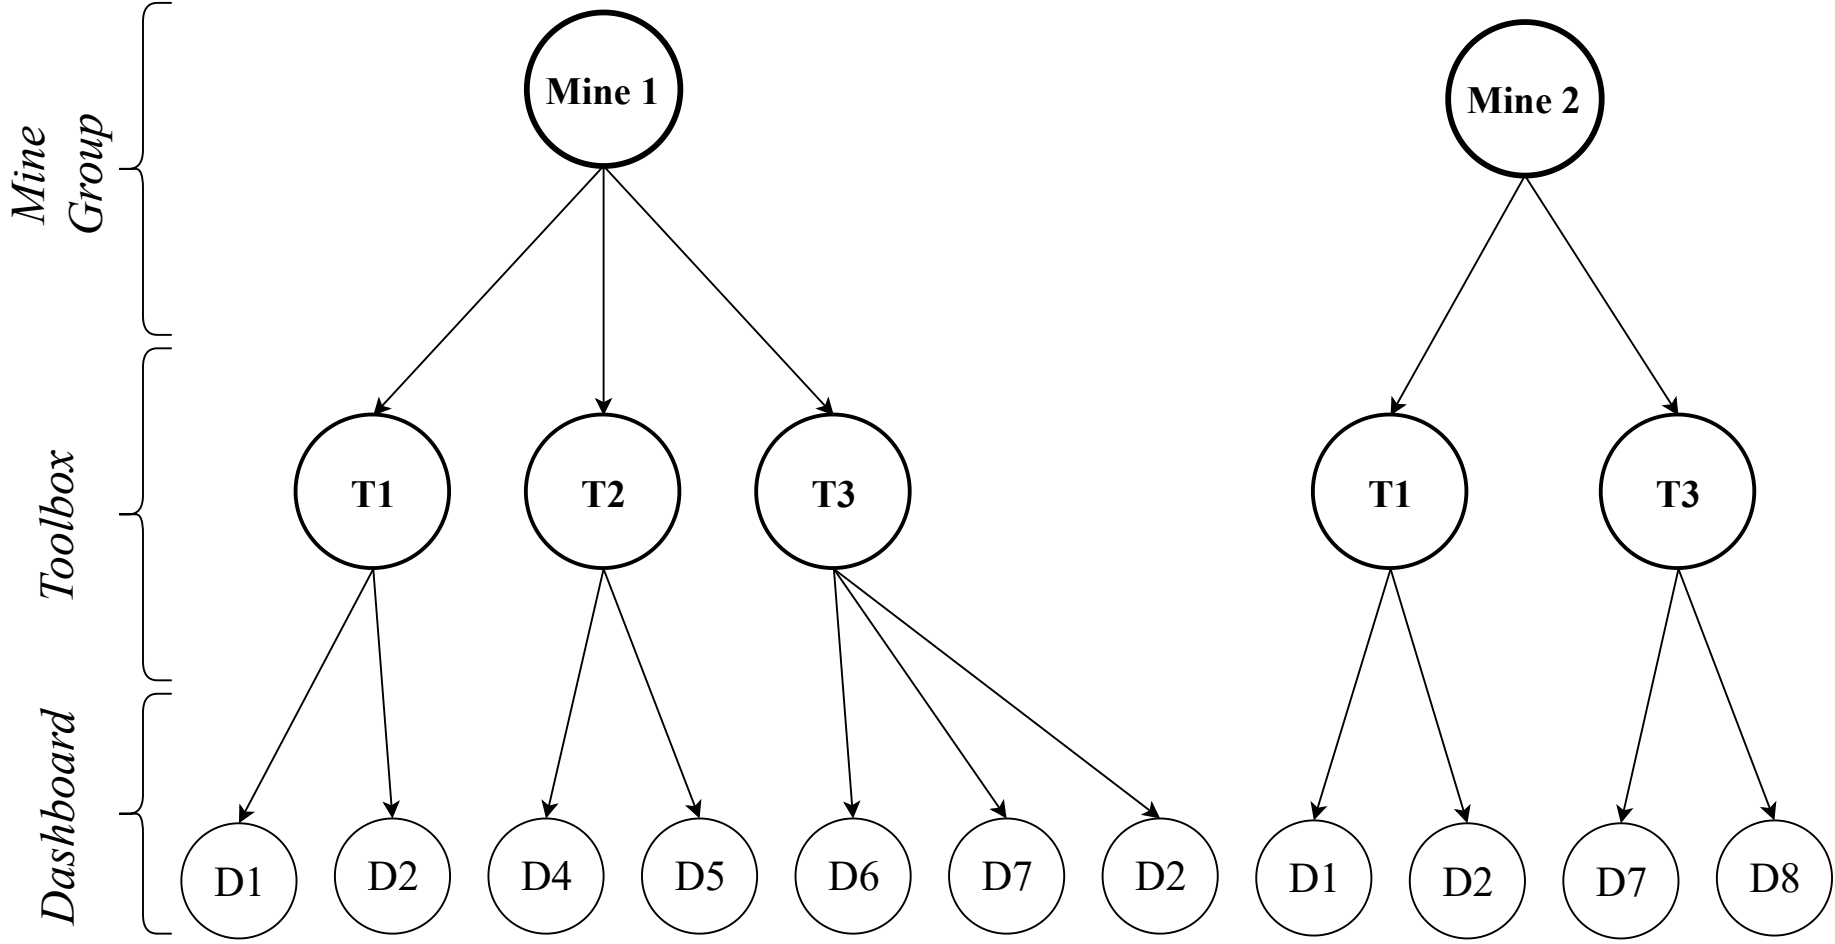 Mine
Group
Mine 1
Mine 2
Toolbox
T1
T2
T3
T1
T3
Dashboard
D1
D2
D4
D5
D6
D7
D2
D1
D2
D7
D8